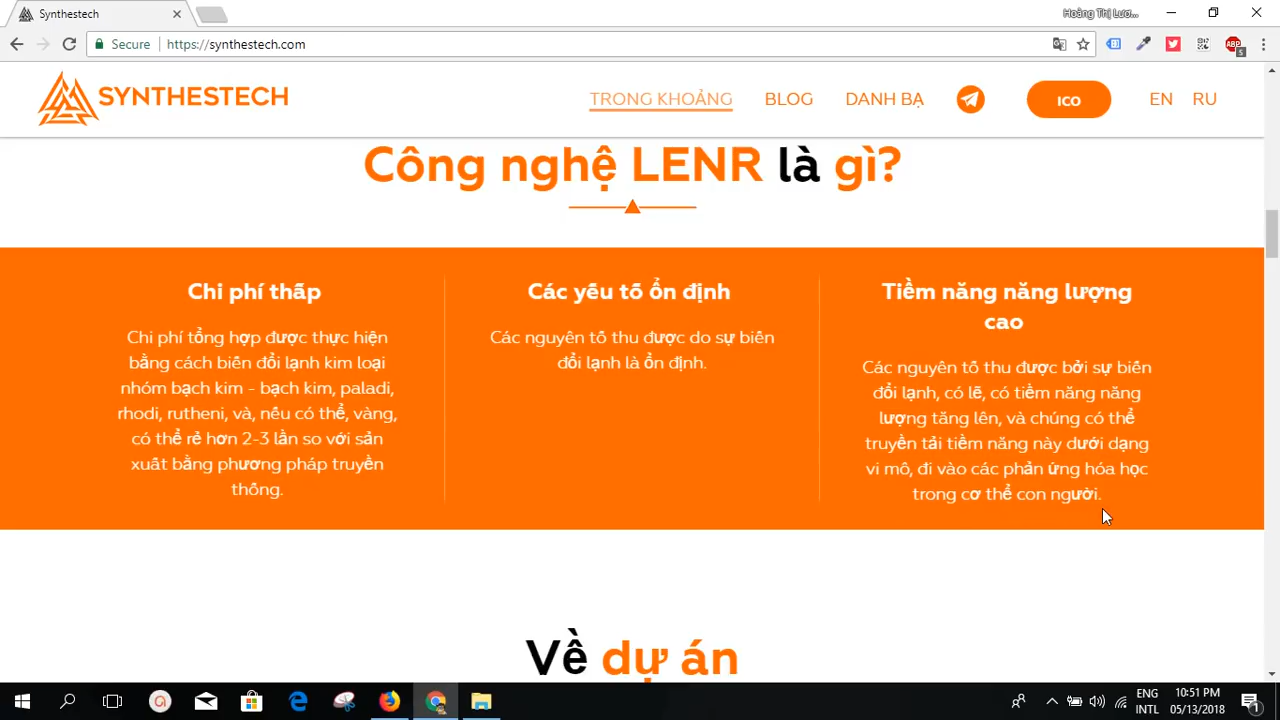 Synthestech
Hoàng Thị Lươ...
Secure
https://synthestech.com
ABP
5
SYNTHESTECH
TRONG KHOẢNG
BLOG
DANH BẠ
ICO
EN
RU
Công nghệ LENR là gì?
Chi phí thấp
Chi phí tổng hợp được thực hiện
bằng cách biến đổi lạnh kim loại
nhóm bạch kim - bạch kim, paladi,
rhodi, rutheni, và, nếu có thể, vàng,
có thể rẻ hơn 2-3 lần so với sản
xuất bằng phương pháp truyền
thống.
Các yếu tố ổn định
Các nguyên tố thu được do sự biến
đổi lạnh là ổn định.
Tiềm năng năng lượng
cao
Các nguyên tố thu được bởi sự biến
đổi lạnh, có lẽ, có tiềm năng năng
lượng tăng lên, và chúng có thể
truyền tải tiềm năng này dưới dạng
vi mô, đi vào các phản ứng hóa học
trong cơ thể con người.
Về dự án
ENG
INTL
10:51 PM
05/13/2018
1